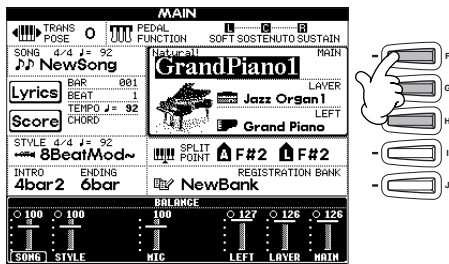 MAIN
TRANSPOSE 0
PEDAL FUNCTION
L C R
SOFT SOSTENUTO SUSTAIN
SONG 4/4 ♩= 92
NewSong
Lyrics
BAR 001
BEAT 1
TEMPO ♩= 92
Score
CHORD
Natural!
MAIN
GrandPiano1
LAYER
Jazz Organ1
LEFT
Grand Piano
STYLE 4/4 ♩= 92
8BeatMod~
SPLIT POINT A F#2 L F#2
INTRO ENDING
4bar2 6bar
REGISTRATION BANK
NewBank
BALANCE
100 100 100 127 126 126
SONG STYLE MIC LEFT LAYER MAIN
F
G
H
I
J